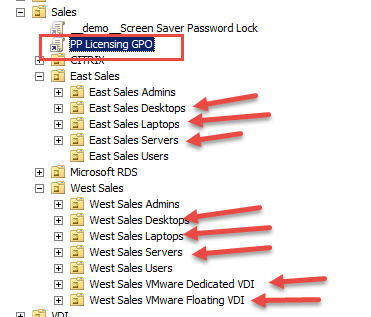 Sales
__demo__Screen Saver Password Lock
PP Licensing GPO
CITRIX
East Sales
East Sales Admins
East Sales Desktops
East Sales Laptops
East Sales Servers
East Sales Users
Microsoft RDS
West Sales
West Sales Admins
West Sales Desktops
West Sales Laptops
West Sales Servers
West Sales Users
West Sales VMware Dedicated VDI
West Sales VMware Floating VDI
VDI